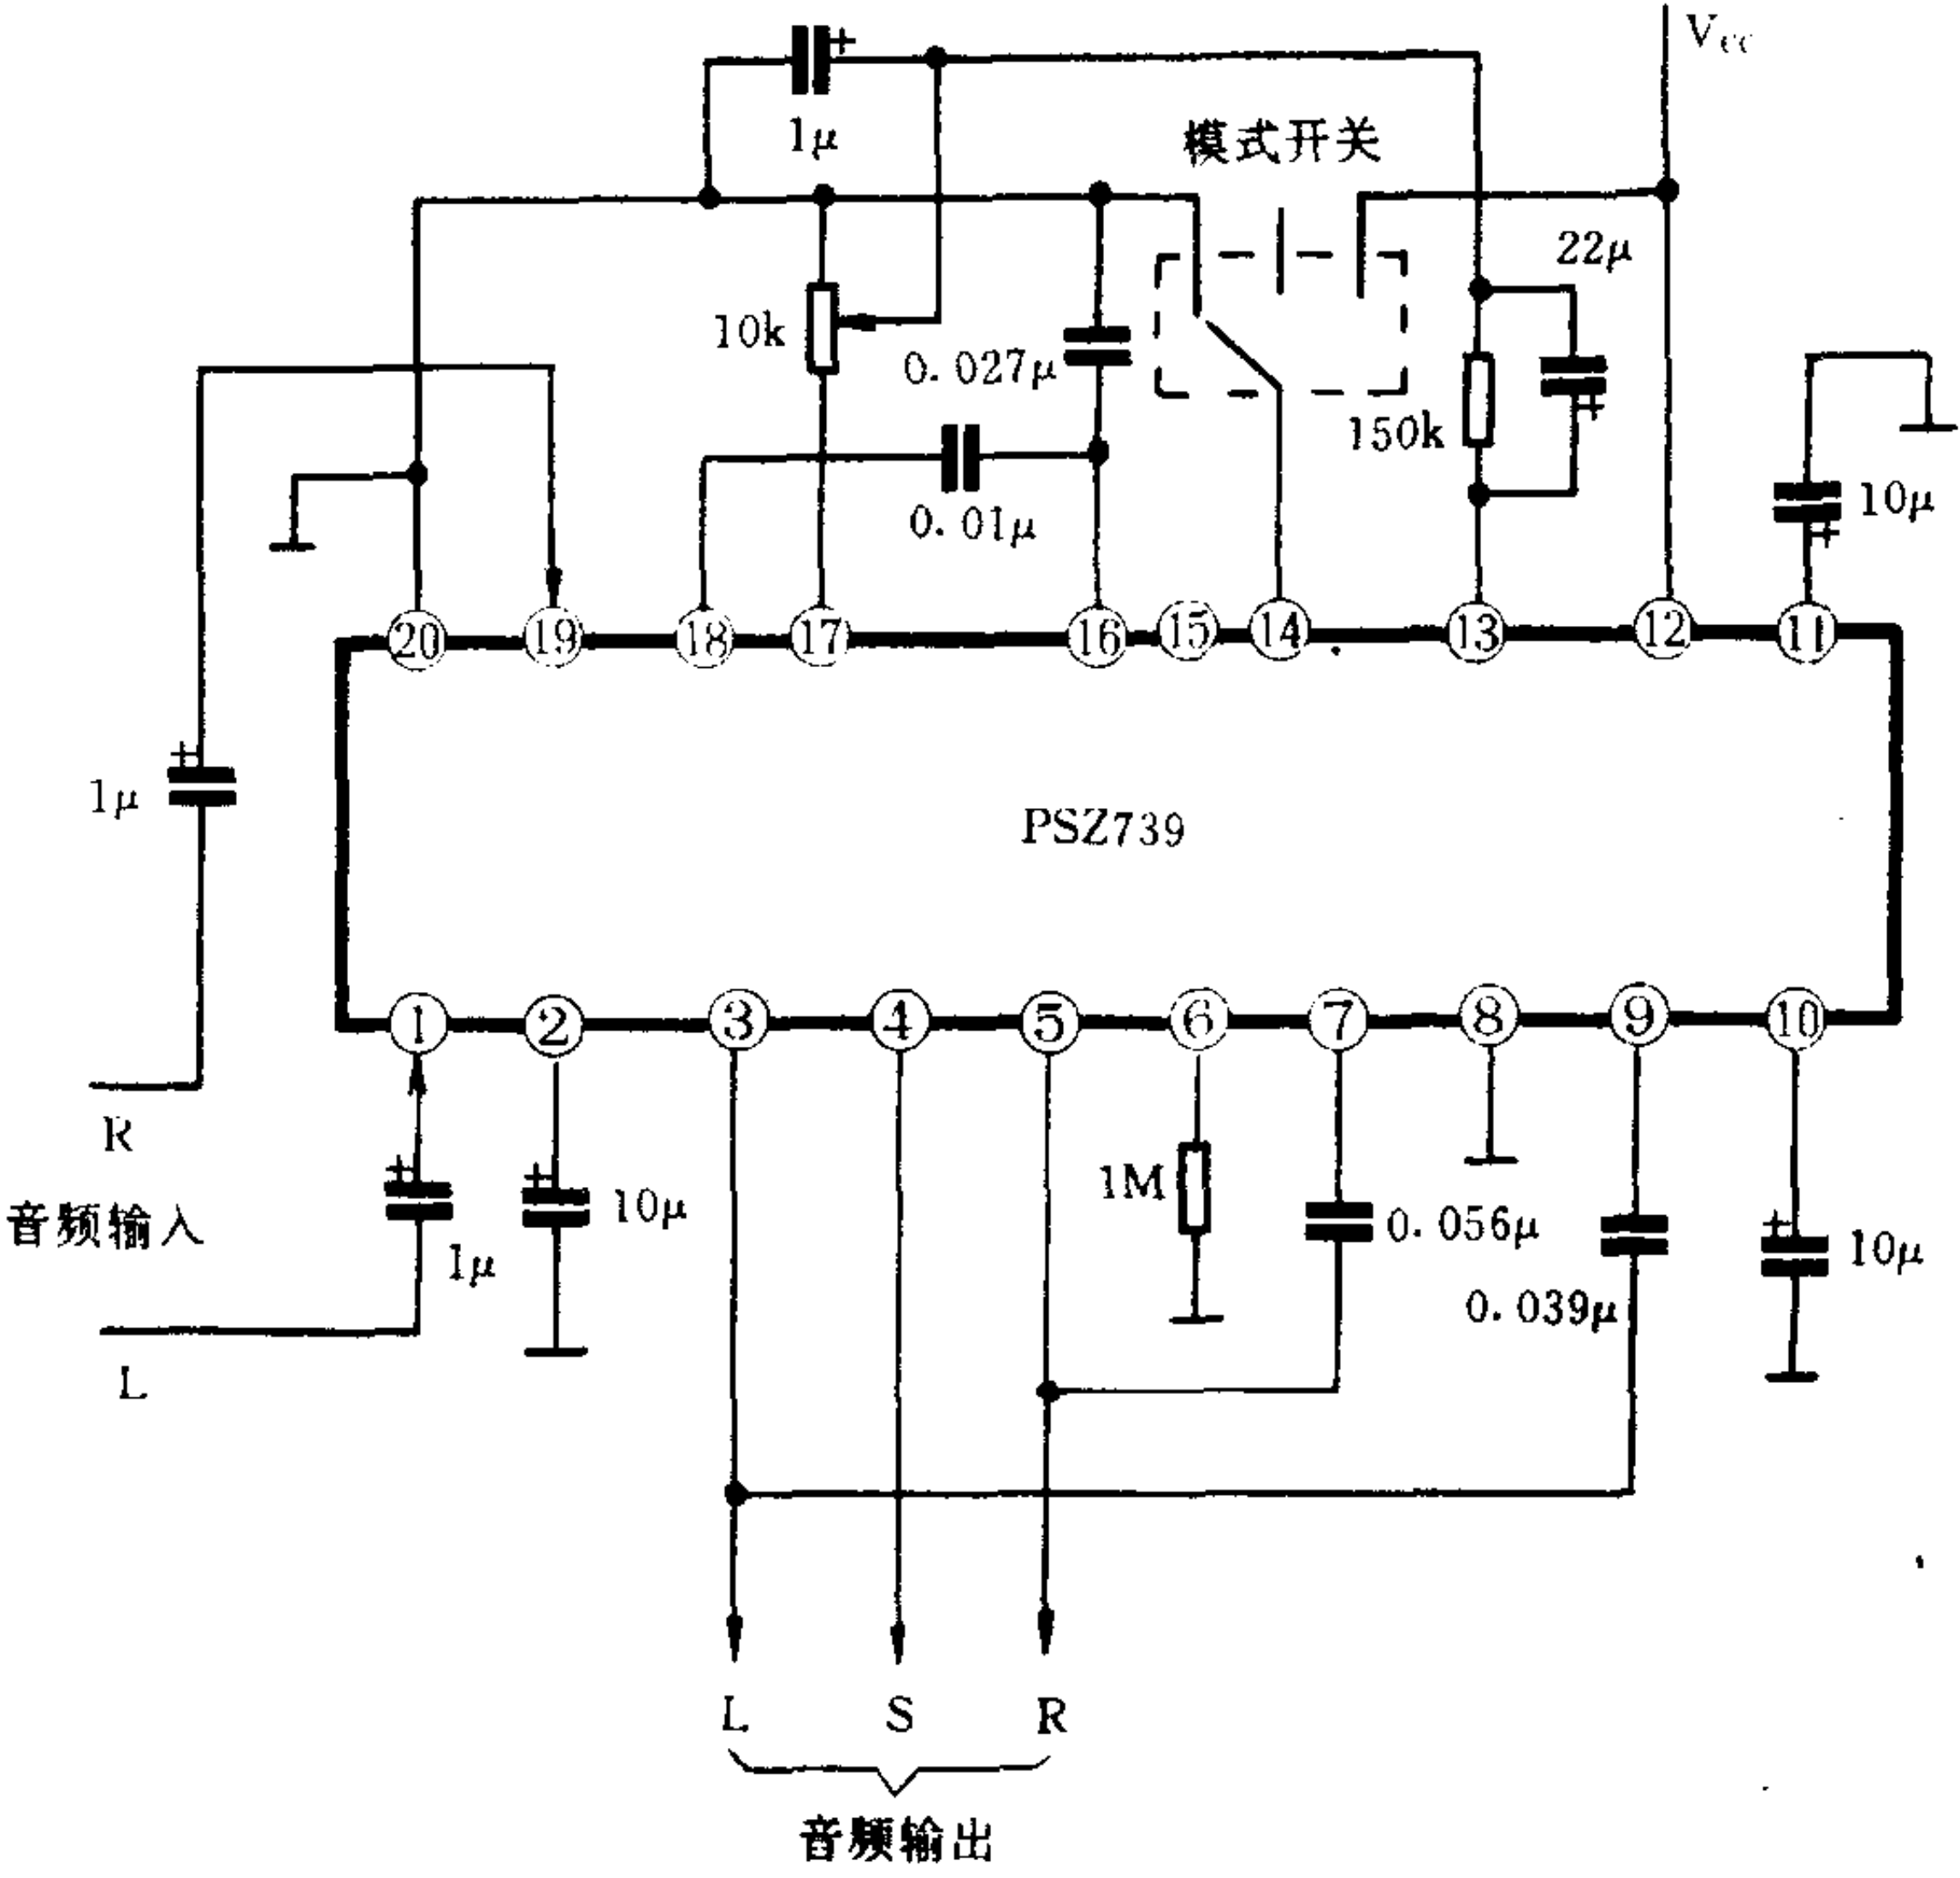 Vcc
1μ
模式开关
22μ
10k
0.027μ
150k
10μ
0.01μ
⑳ ⑲ ⑱ ⑰ ⑯ ⑮ ⑭ ⑬ ⑫ ⑪
1μ
PSZ739
① ② ③ ④ ⑤ ⑥ ⑦ ⑧ ⑨ ⑩
R
1M
音频输入
10μ
0.056μ
1μ
10μ
0.039μ
L
L S R
音频输出